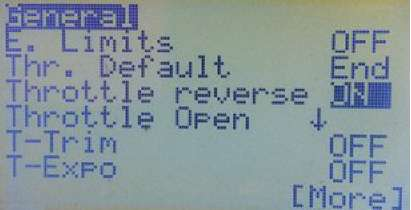 General
E. Limits OFF
Thr. Default End
Throttle reverse ON
Throttle Open ↓
T-Trim OFF
T-Expo OFF
[More]